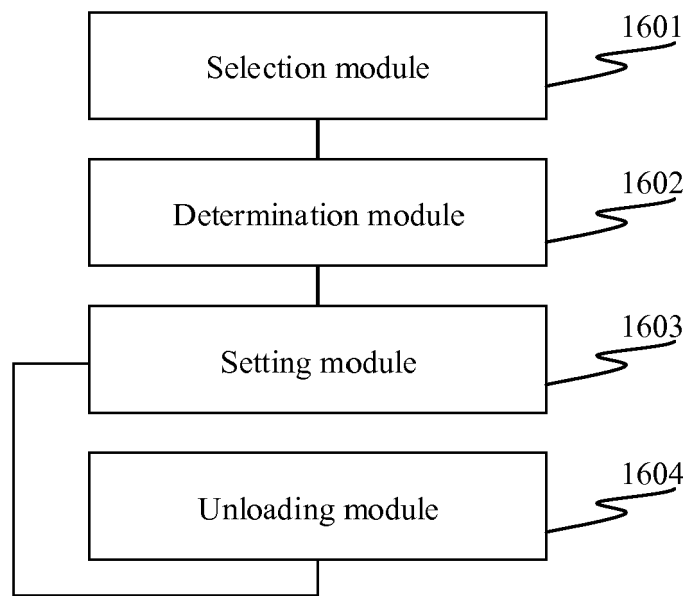 1601
Selection module
1602
Determination module
1603
Setting module
1604
Unloading module